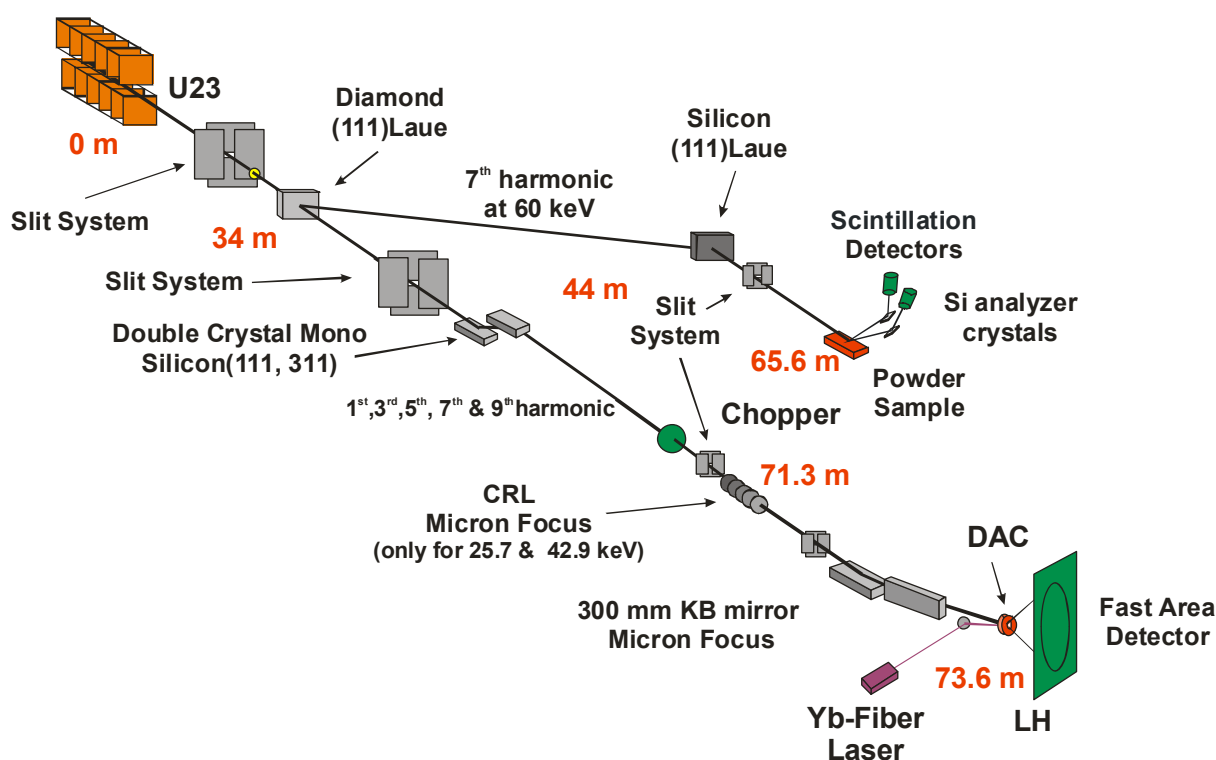 U23
0 m
Slit System
Diamond
(111)Laue
34 m
7th harmonic
at 60 keV
Silicon
(111)Laue
Scintillation
Detectors
Slit System
44 m
Slit
System
Si analyzer
crystals
Double Crystal Mono
Silicon(111, 311)
65.6 m
Powder
Sample
1st,3rd,5th, 7th & 9th harmonic
Chopper
71.3 m
CRL
Micron Focus
(only for 25.7 & 42.9 keV)
DAC
300 mm KB mirror
Micron Focus
Fast Area
Detector
73.6 m
Yb-Fiber
Laser
LH